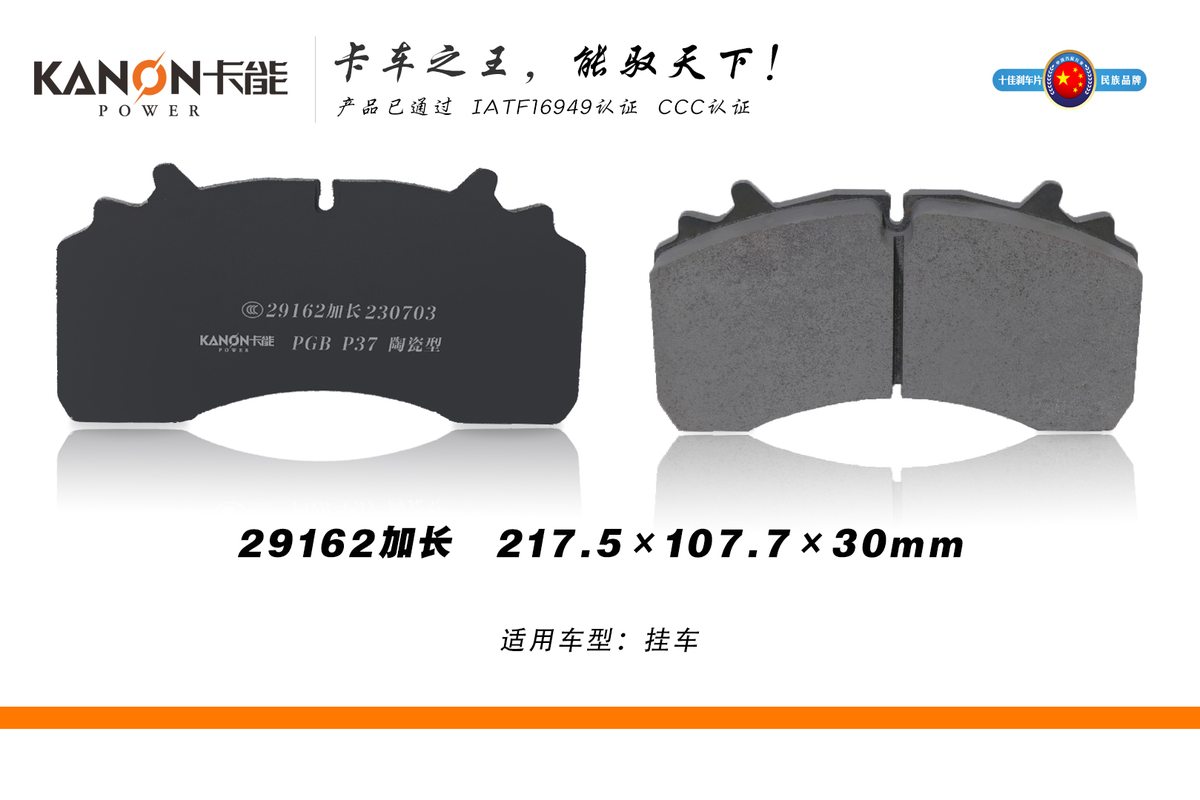 KANON卡能
POWER
卡车之王，能驭天下！
产品已通过 IATF16949认证 CCC认证
十佳刹车片 民族品牌
CCC 29162加长 230703
KANON卡能 PGB P37 陶瓷型
POWER
29162加长 217.5×107.7×30mm
适用车型：挂车